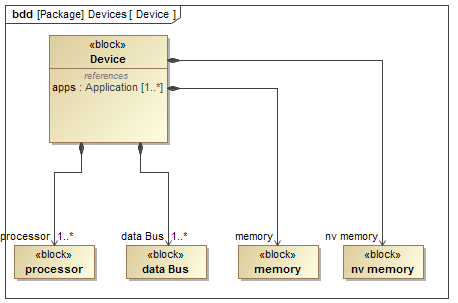 bdd [Package] Devices [ Device ]
«block»
Device
references
apps : Application [1..*]
processor 1..*
data Bus 1..*
memory
nv memory
«block»
processor
«block»
data Bus
«block»
memory
«block»
nv memory